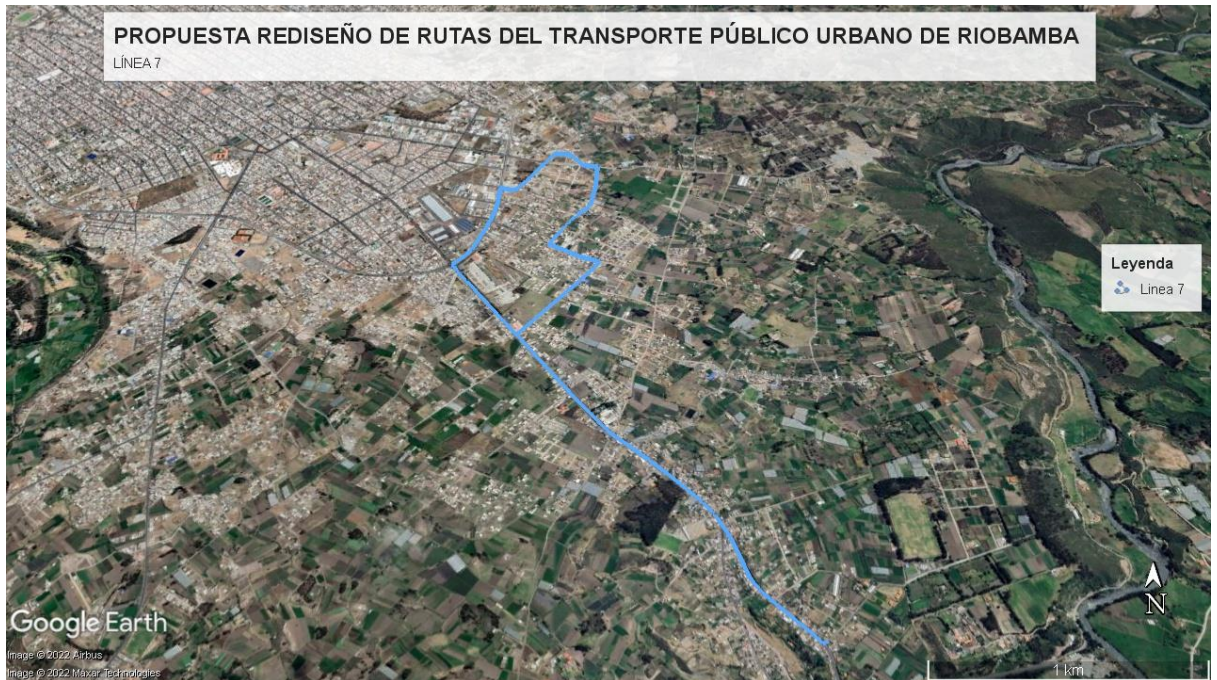 PROPUESTA REDISEÑO DE RUTAS DEL TRANSPORTE PÚBLICO URBANO DE RIOBAMBA
LÍNEA 7
Leyenda
Linea 7
N
Google Earth
Image © 2022 Airbus
Image © 2022 Maxar Technologies
1 km